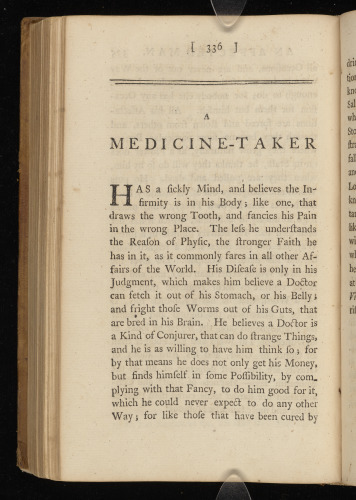 [ 336 ]
A
MEDICINE-TAKER
HAS a ſickly Mind, and believes the In-
firmity is in his Body; like one, that
draws the wrong Tooth, and fancies his Pain
in the wrong Place. The leſs he underſtands
the Reaſon of Phyſic, the ſtronger Faith he
has in it, as it commonly fares in all other Af-
fairs of the World. His Diſeaſe is only in his
Judgment, which makes him believe a Doctor
can fetch it out of his Stomach, or his Belly;
and fright thoſe Worms out of his Guts, that
are bred in his Brain. He believes a Doctor is
a Kind of Conjurer, that can do ſtrange Things,
and he is as willing to have him think ſo; for
by that means he does not only get his Money,
but finds himſelf in ſome Poſſibility, by com-
plying with that Fancy, to do him good for it,
which he could never expect to do any other
Way; for like thoſe that have been cured by